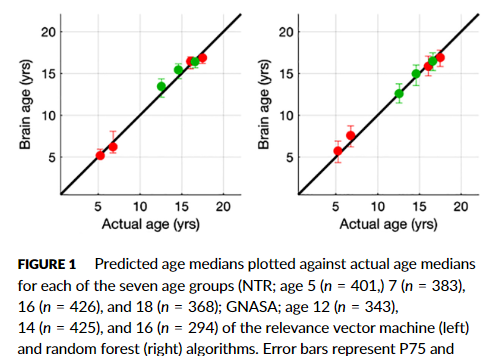 20
15
10
5
Brain age (yrs)
5 10 15 20
Actual age (yrs)
20
15
10
5
Brain age (yrs)
5 10 15 20
Actual age (yrs)
FIGURE 1 Predicted age medians plotted against actual age medians
for each of the seven age groups (NTR; age 5 (n = 401,) 7 (n = 383),
16 (n = 426), and 18 (n = 368); GNASA; age 12 (n = 343),
14 (n = 425), and 16 (n = 294) of the relevance vector machine (left)
and random forest (right) algorithms. Error bars represent P75 and